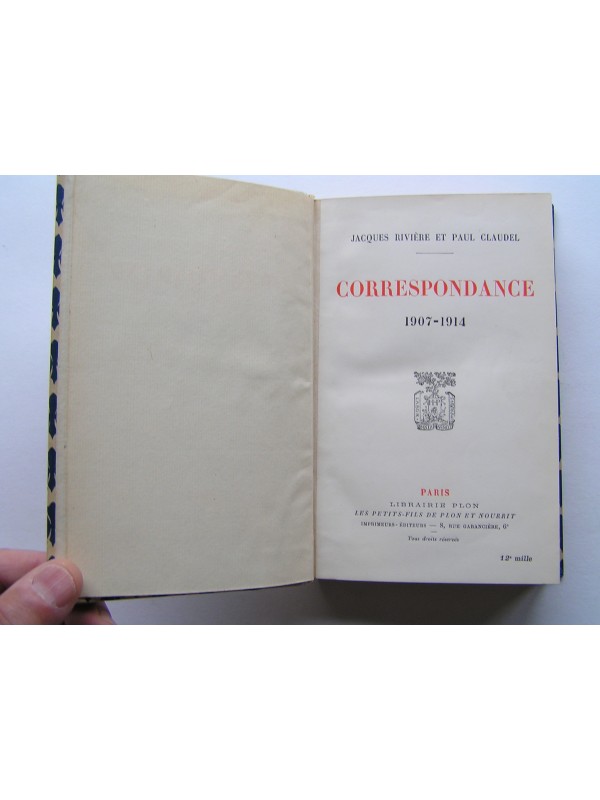 JACQUES RIVIÈRE ET PAUL CLAUDEL
CORRESPONDANCE
1907-1914
PARIS
LIBRAIRIE PLON
LES PETITS-FILS DE PLON ET NOURRIT
IMPRIMEURS-ÉDITEURS — 8, RUE GARANCIÈRE, 6ᵉ
Tous droits réservés
12ᵉ mille